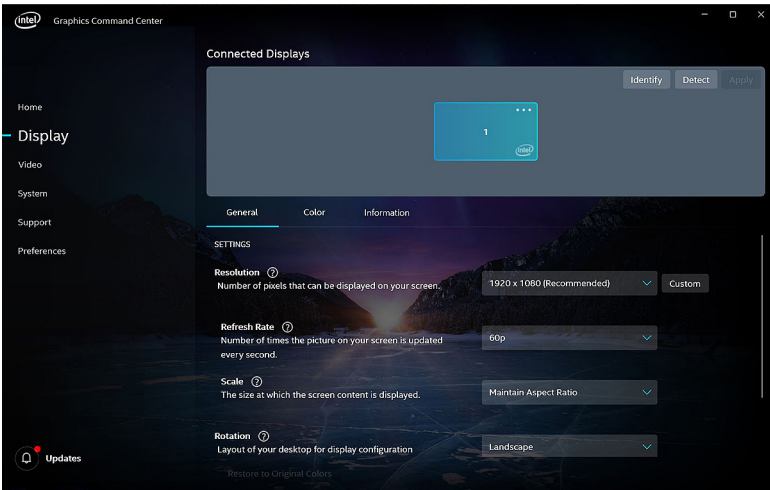 intel Graphics Command Center
Connected Displays
Identify Detect Apply
1
intel
Home
Display
Video
System
Support
Preferences
Updates
General Color Information
SETTINGS
Resolution ?
Number of pixels that can be displayed on your screen.
1920 x 1080 (Recommended) Custom
Refresh Rate ?
Number of times the picture on your screen is updated
every second.
60p
Scale ?
The size at which the screen content is displayed.
Maintain Aspect Ratio
Rotation ?
Layout of your desktop for display configuration
Landscape
Restore to Original Colors